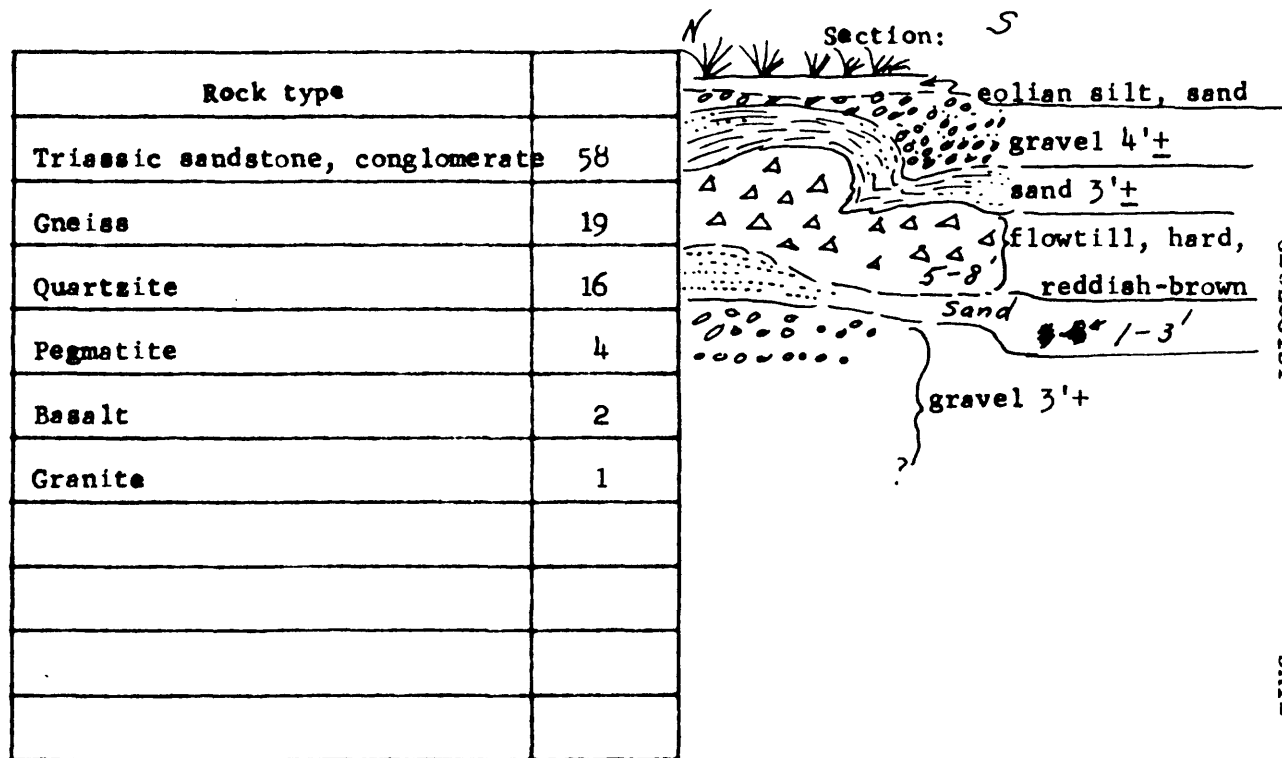 Rock type
Triassic sandstone, conglomerate 58
Gneiss 19
Quartzite 16
Pegmatite 4
Basalt 2
Granite 1
N Section: S
eolian silt, sand
gravel 4'±
sand 3'±
flowtill, hard,
5-8'
reddish-brown
Sand
1-3'
gravel 3'+
?